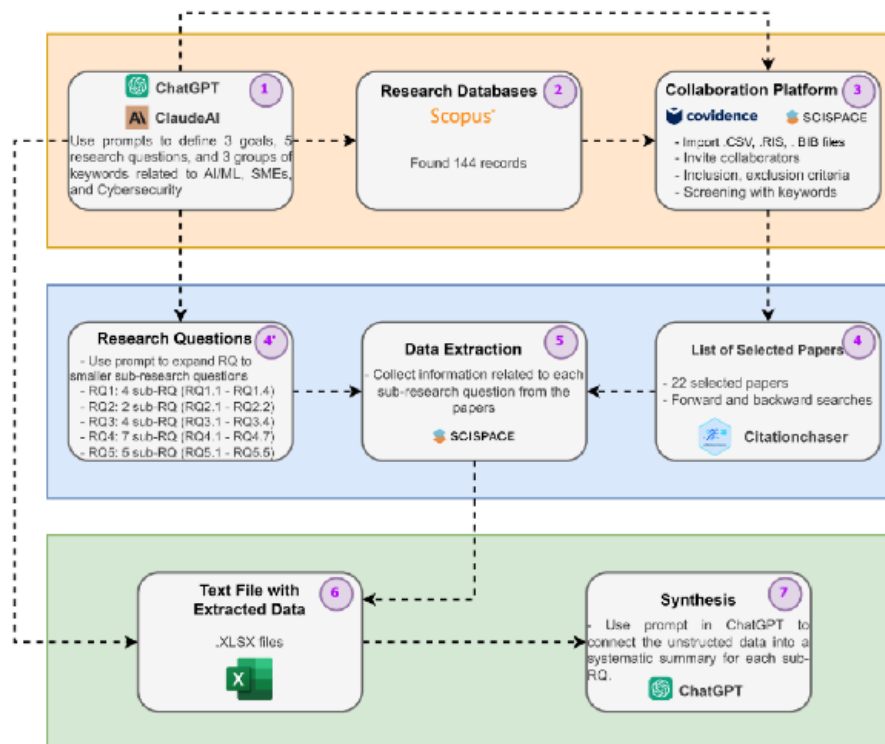 ChatGPT
1
ClaudeAI
Use prompts to define 3 goals, 5
research questions, and 3 groups of
keywords related to AI/ML, SMEs,
and Cybersecurity
Research Databases
2
Scopus
Found 144 records
Collaboration Platform
3
covidence
SCISPACE
- Import .CSV, .RIS, . BIB files
- Invite collaborators
- Inclusion, exclusion criteria
- Screening with keywords
Research Questions
4'
- Use prompt to expand RQ to
smaller sub-research questions
- RQ1: 4 sub-RQ (RQ1.1 - RQ1.4)
- RQ2: 2 sub-RQ (RQ2.1 - RQ2.2)
- RQ3: 4 sub-RQ (RQ3.1 - RQ3.4)
- RQ4: 7 sub-RQ (RQ4.1 - RQ4.7)
- RQ5: 5 sub-RQ (RQ5.1 - RQ5.5)
Data Extraction
5
- Collect information related to each
sub-research question from the
papers
SCISPACE
List of Selected Papers
4
- 22 selected papers
- Forward and backward searches
Citationchaser
Text File with
Extracted Data
6
.XLSX files
X
Synthesis
7
- Use prompt in ChatGPT to
connect the unstructed data into a
systematic summary for each sub-
RQ.
ChatGPT